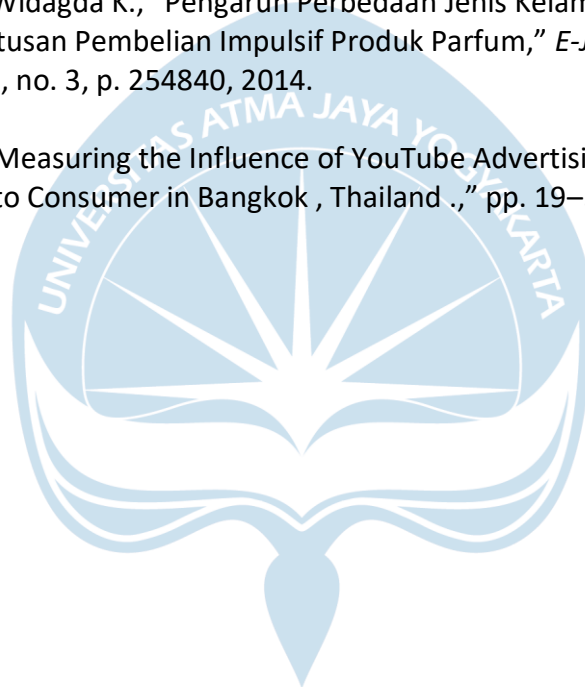 Widagda K., “Pengaruh Perbedaan Jenis Kelam
tusan Pembelian Impulsif Produk Parfum,” E-J
, no. 3, p. 254840, 2014.
Measuring the Influence of YouTube Advertisi
to Consumer in Bangkok , Thailand .,” pp. 19–
UNIVERSITAS ATMA JAYA YOGYAKARTA